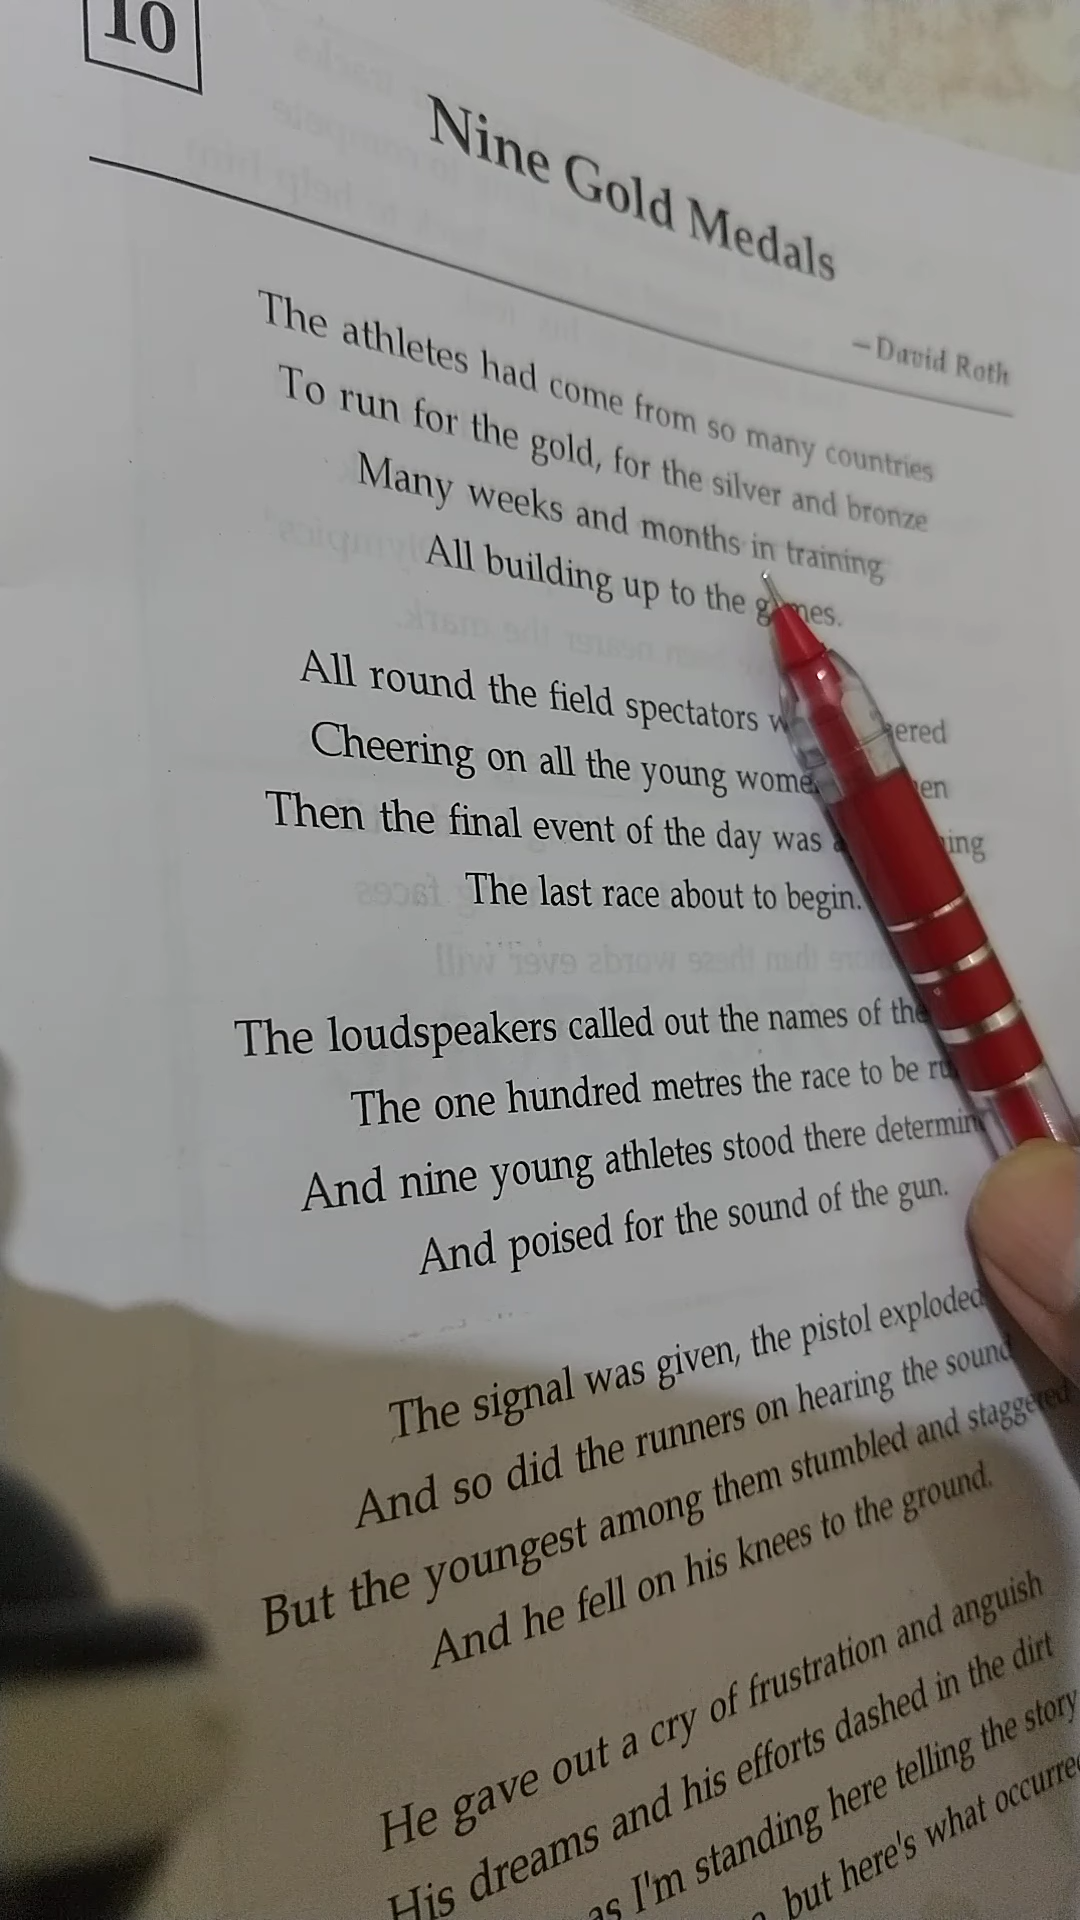 10
Nine Gold Medals
–David Roth
The athletes had come from so many countries
To run for the gold, for the silver and bronze
Many weeks and months in training
All building up to the games.
All round the field spectators
Cheering on all the young
Then the final event of the day was
The last race about to begin.
The loudspeakers called out the names of the
The one hundred metres the race to be
And nine young athletes stood there
And poised for the sound of the gun.
The signal was given, the pistol exploded
And so did the runners on hearing the sound
But the youngest among them stumbled and staggered
And he fell on his knees to the ground.
He gave out a cry of frustration and anguish
His dreams and his efforts dashed in the dirt
as I'm standing here telling the story
but here's what